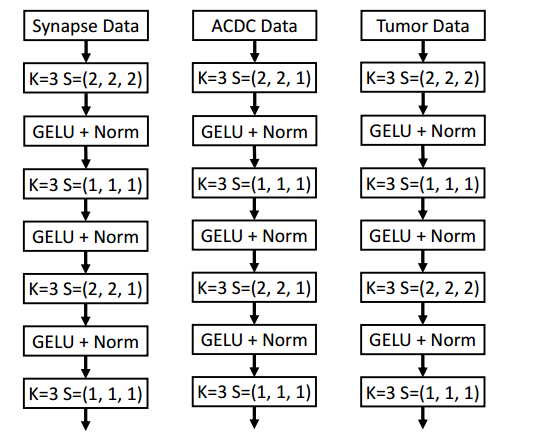 Synapse Data
K=3 S=(2, 2, 2)
GELU + Norm
K=3 S=(1, 1, 1)
GELU + Norm
K=3 S=(2, 2, 1)
GELU + Norm
K=3 S=(1, 1, 1)
ACDC Data
K=3 S=(2, 2, 1)
GELU + Norm
K=3 S=(1, 1, 1)
GELU + Norm
K=3 S=(2, 2, 1)
GELU + Norm
K=3 S=(1, 1, 1)
Tumor Data
K=3 S=(2, 2, 2)
GELU + Norm
K=3 S=(1, 1, 1)
GELU + Norm
K=3 S=(2, 2, 2)
GELU + Norm
K=3 S=(1, 1, 1)